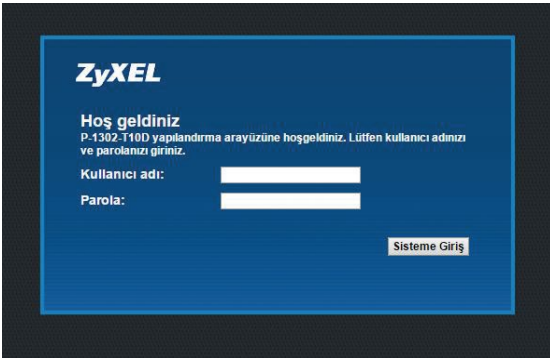 ZyXEL
Hoş geldiniz
P-1302-T10D yapılandırma arayüzüne hoşgeldiniz. Lütfen kullanıcı adınızı
ve parolanızı giriniz.
Kullanıcı adı:
Parola:
Sisteme Giriş